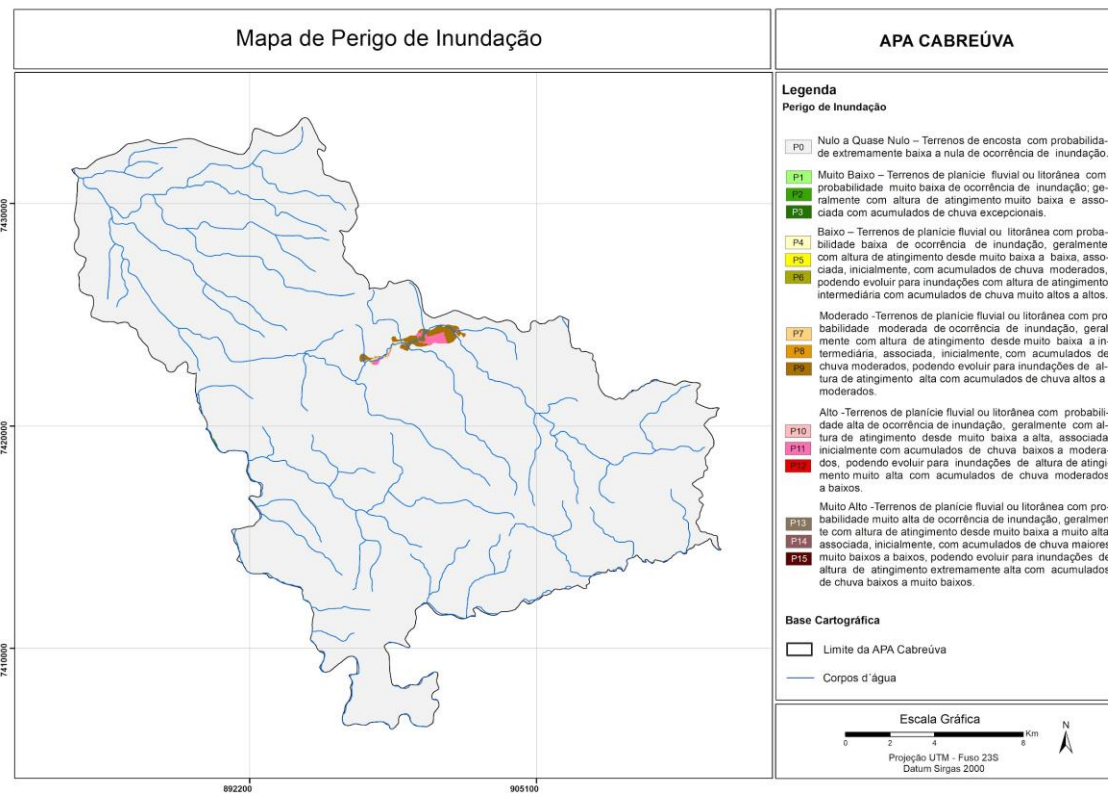 Mapa de Perigo de Inundação
APA CABREÚVA
Legenda
Perigo de Inundação
P0
Nulo a Quase Nulo – Terrenos de encosta com probabilida-
de extremamente baixa a nula de ocorrência de inundação.
P1
P2
P3
Muito Baixo – Terrenos de planície fluvial ou litorânea com
probabilidade muito baixa de ocorrência de inundação; ge-
ralmente com altura de atingimento muito baixa e asso-
ciada com acumulados de chuva excepcionais.
P4
P5
P6
Baixo – Terrenos de planície fluvial ou litorânea com proba-
bilidade baixa de ocorrência de inundação, geralmente
com altura de atingimento desde muito baixa a baixa, asso-
ciada, inicialmente, com acumulados de chuva moderados,
podendo evoluir para inundações com altura de atingimento
intermediária com acumulados de chuva muito altos a altos.
P7
P8
P9
Moderado -Terrenos de planície fluvial ou litorânea com pro
babilidade moderada de ocorrência de inundação, geral
mente com altura de atingimento desde muito baixa a in-
termediária, associada, inicialmente, com acumulados de
chuva moderados, podendo evoluir para inundações de al-
tura de atingimento alta com acumulados de chuva altos a
moderados.
P10
P11
P12
Alto -Terrenos de planície fluvial ou litorânea com probabili-
dade alta de ocorrência de inundação, geralmente com al-
tura de atingimento desde muito baixa a alta, associada
inicialmente com acumulados de chuva baixos a modera-
dos, podendo evoluir para inundações de altura de atingi-
mento muito alta com acumulados de chuva moderados
a baixos.
P13
P14
P15
Muito Alto -Terrenos de planície fluvial ou litorânea com pro-
babilidade muito alta de ocorrência de inundação, geralmen
te com altura de atingimento desde muito baixa a muito alta
associada, inicialmente, com acumulados de chuva maiores
muito baixos a baixos, podendo evoluir para inundações de
altura de atingimento extremamente alta com acumulados
de chuva baixos a muito baixos.
Base Cartográfica
Limite da APA Cabreúva
Corpos d´água
Escala Gráfica
0 2 4 8 Km
N
Projeção UTM - Fuso 23S
Datum Sirgas 2000
7430000
7420000
7410000
892200
905100